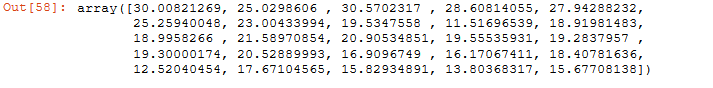 Out[58]: array([30.00821269, 25.0298606 , 30.5702317 , 28.60814055, 27.94288232,
25.25940048, 23.00433994, 19.5347558 , 11.51696539, 18.91981483,
18.9958266 , 21.58970854, 20.90534851, 19.55535931, 19.2837957 ,
19.30000174, 20.52889993, 16.9096749 , 16.17067411, 18.40781636,
12.52040454, 17.67104565, 15.82934891, 13.80368317, 15.67708138])